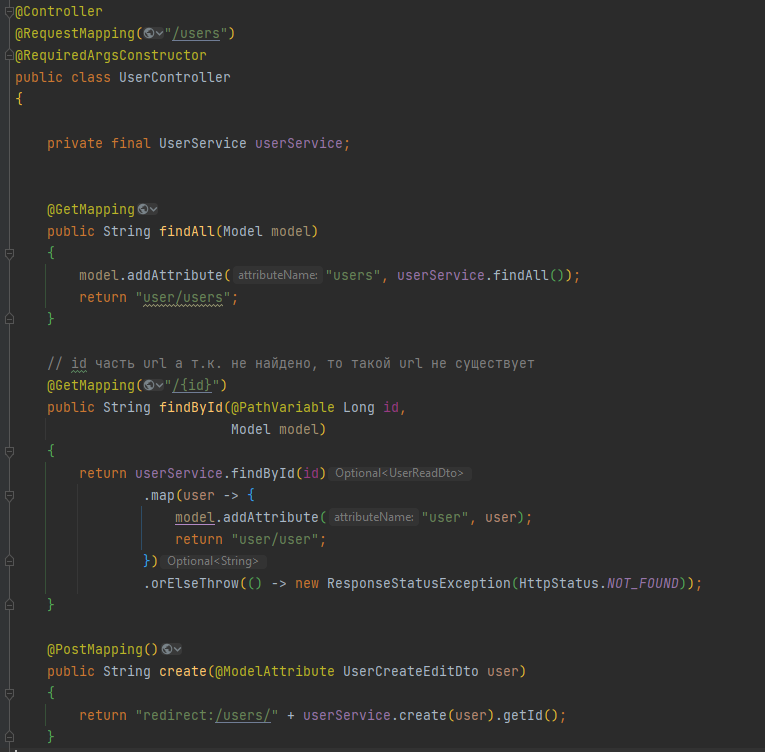 @Controller
@RequestMapping("/users")
@RequiredArgsConstructor
public class UserController
{
private final UserService userService;
@GetMapping
public String findAll(Model model)
{
model.addAttribute( attributeName: "users", userService.findAll());
return "user/users";
}
// id часть url а т.к. не найдено, то такой url не существует
@GetMapping("/{id}")
public String findById(@PathVariable Long id,
Model model)
{
return userService.findById(id) Optional<UserReadDto>
.map(user -> {
model.addAttribute( attributeName: "user", user);
return "user/user";
}) Optional<String>
.orElseThrow(() -> new ResponseStatusException(HttpStatus.NOT_FOUND));
}
@PostMapping()
public String create(@ModelAttribute UserCreateEditDto user)
{
return "redirect:/users/" + userService.create(user).getId();
}